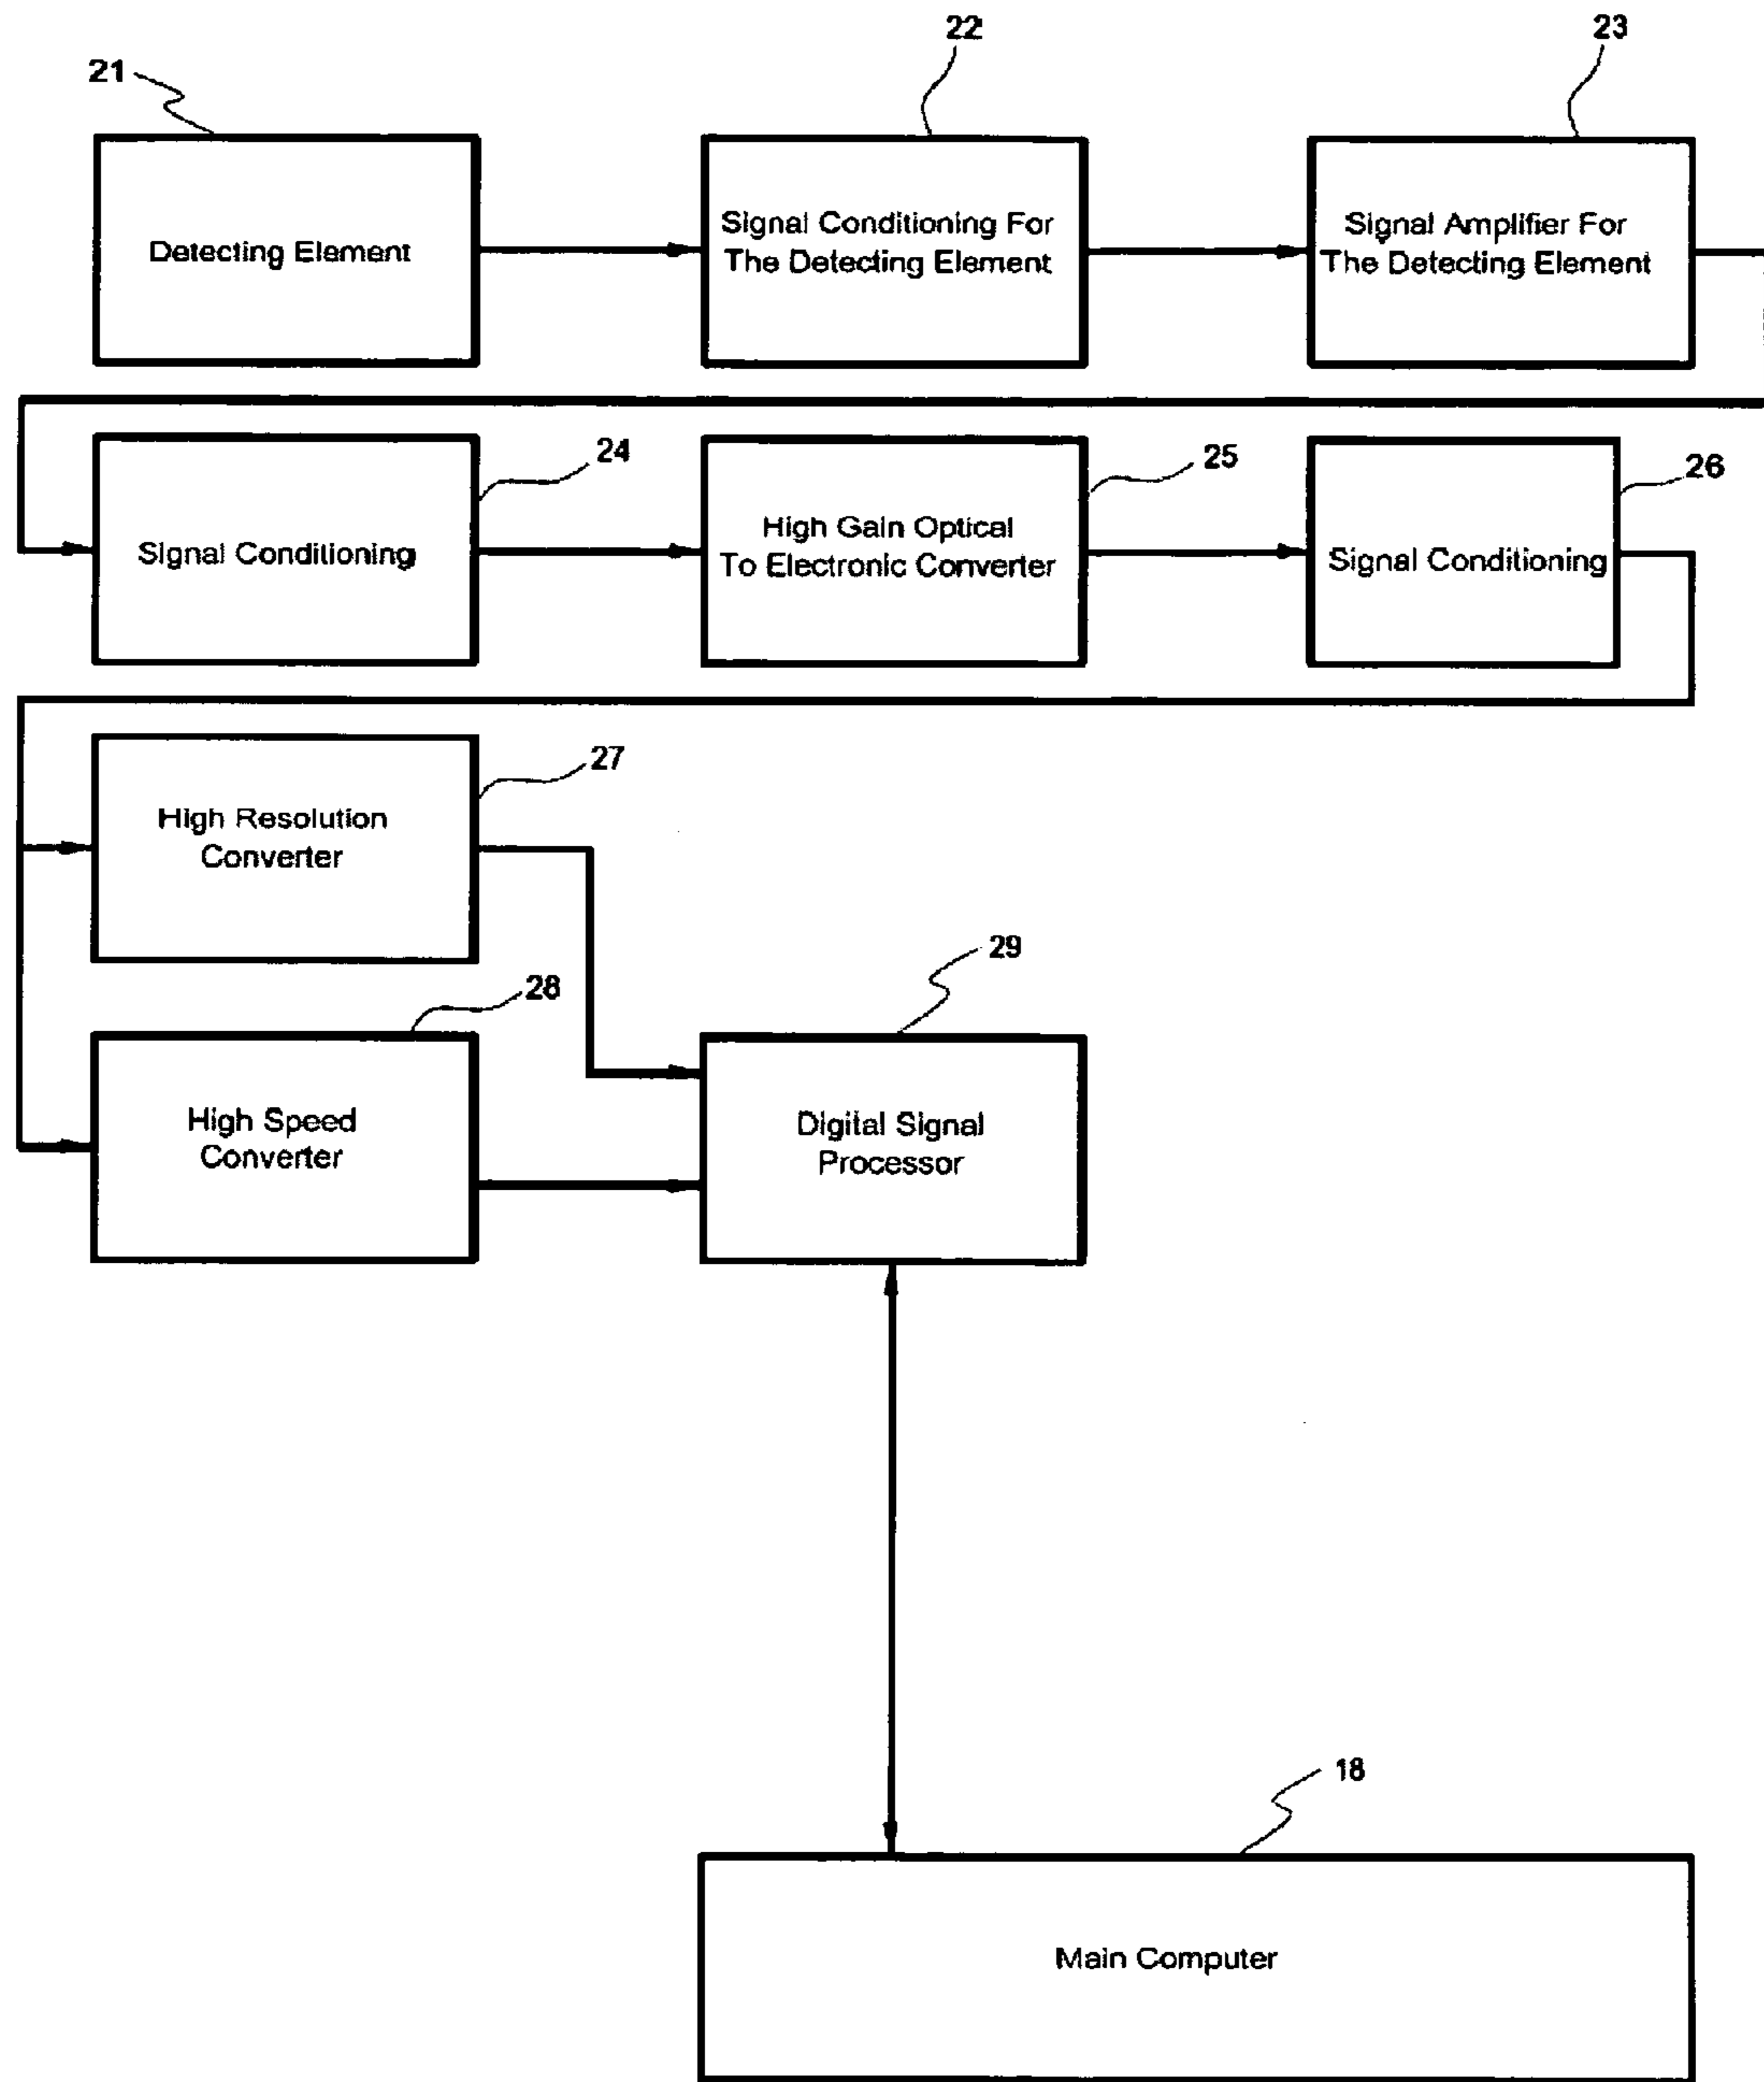 21
22
23
Detecting Element
Signal Conditioning For
The Detecting Element
Signal Amplifier For
The Detecting Element
24
25
26
Signal Conditioning
High Gain Optical
To Electronic Converter
Signal Conditioning
27
High Resolution
Converter
28
29
High Speed
Converter
Digital Signal
Processor
18
Main Computer